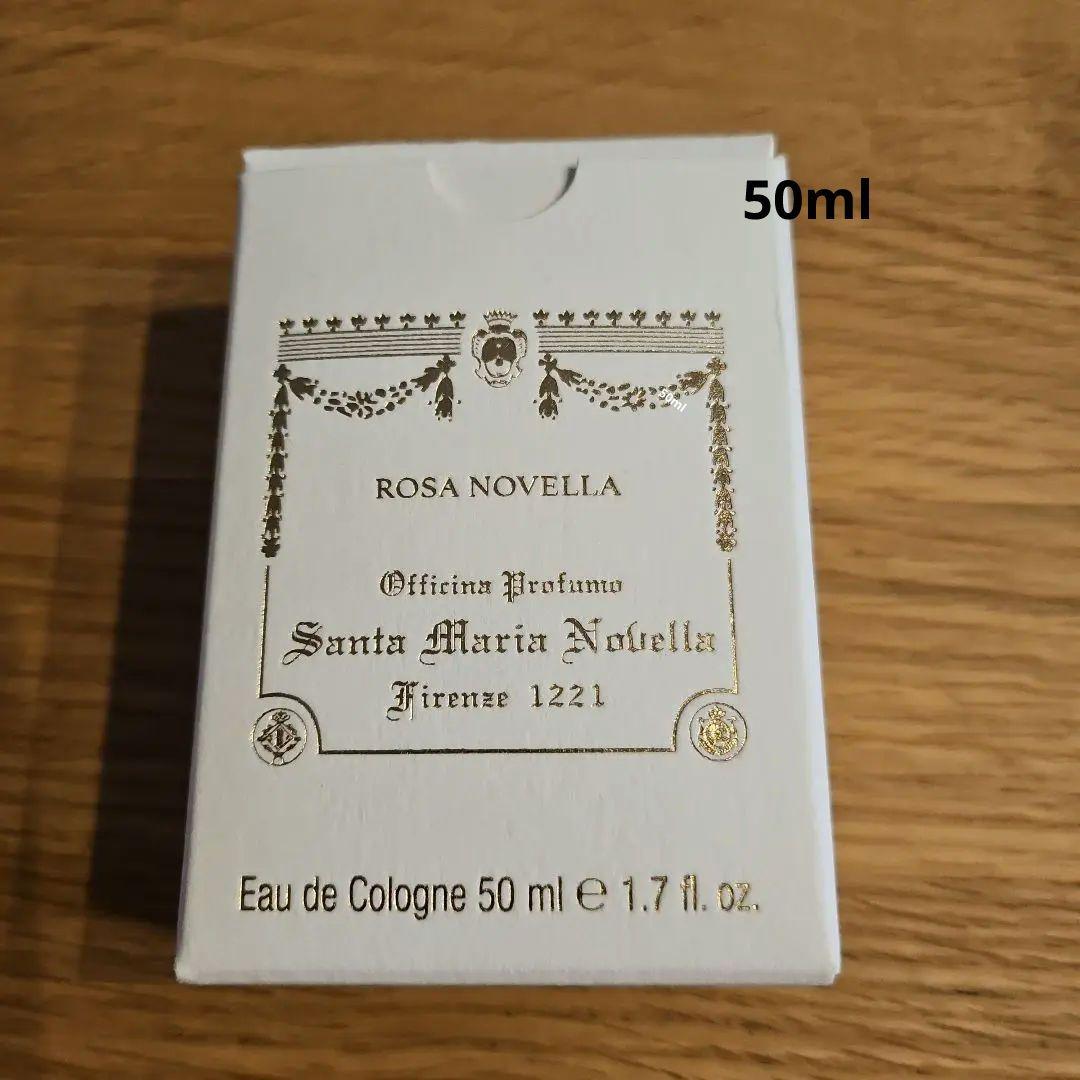 50ml
50ml
ROSA NOVELLA
Officina Profumo
Santa Maria Novella
Firenze 1221
Eau de Cologne 50 ml ℮ 1.7 fl. oz.